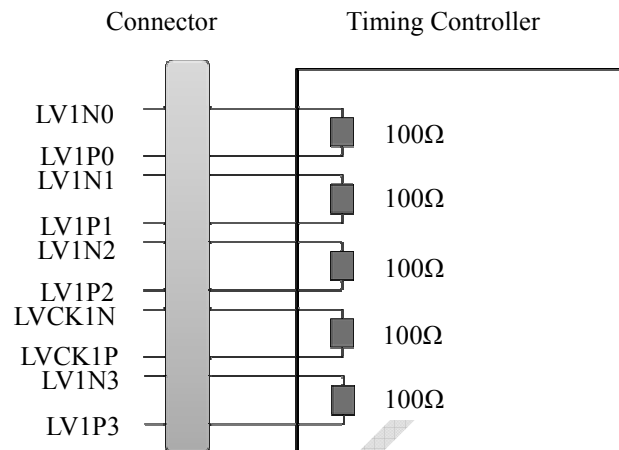 Connector Timing Controller
LV1N0
100Ω
LV1P0
LV1N1
100Ω
LV1P1
LV1N2
100Ω
LV1P2
LVCK1N
100Ω
LVCK1P
LV1N3
100Ω
LV1P3